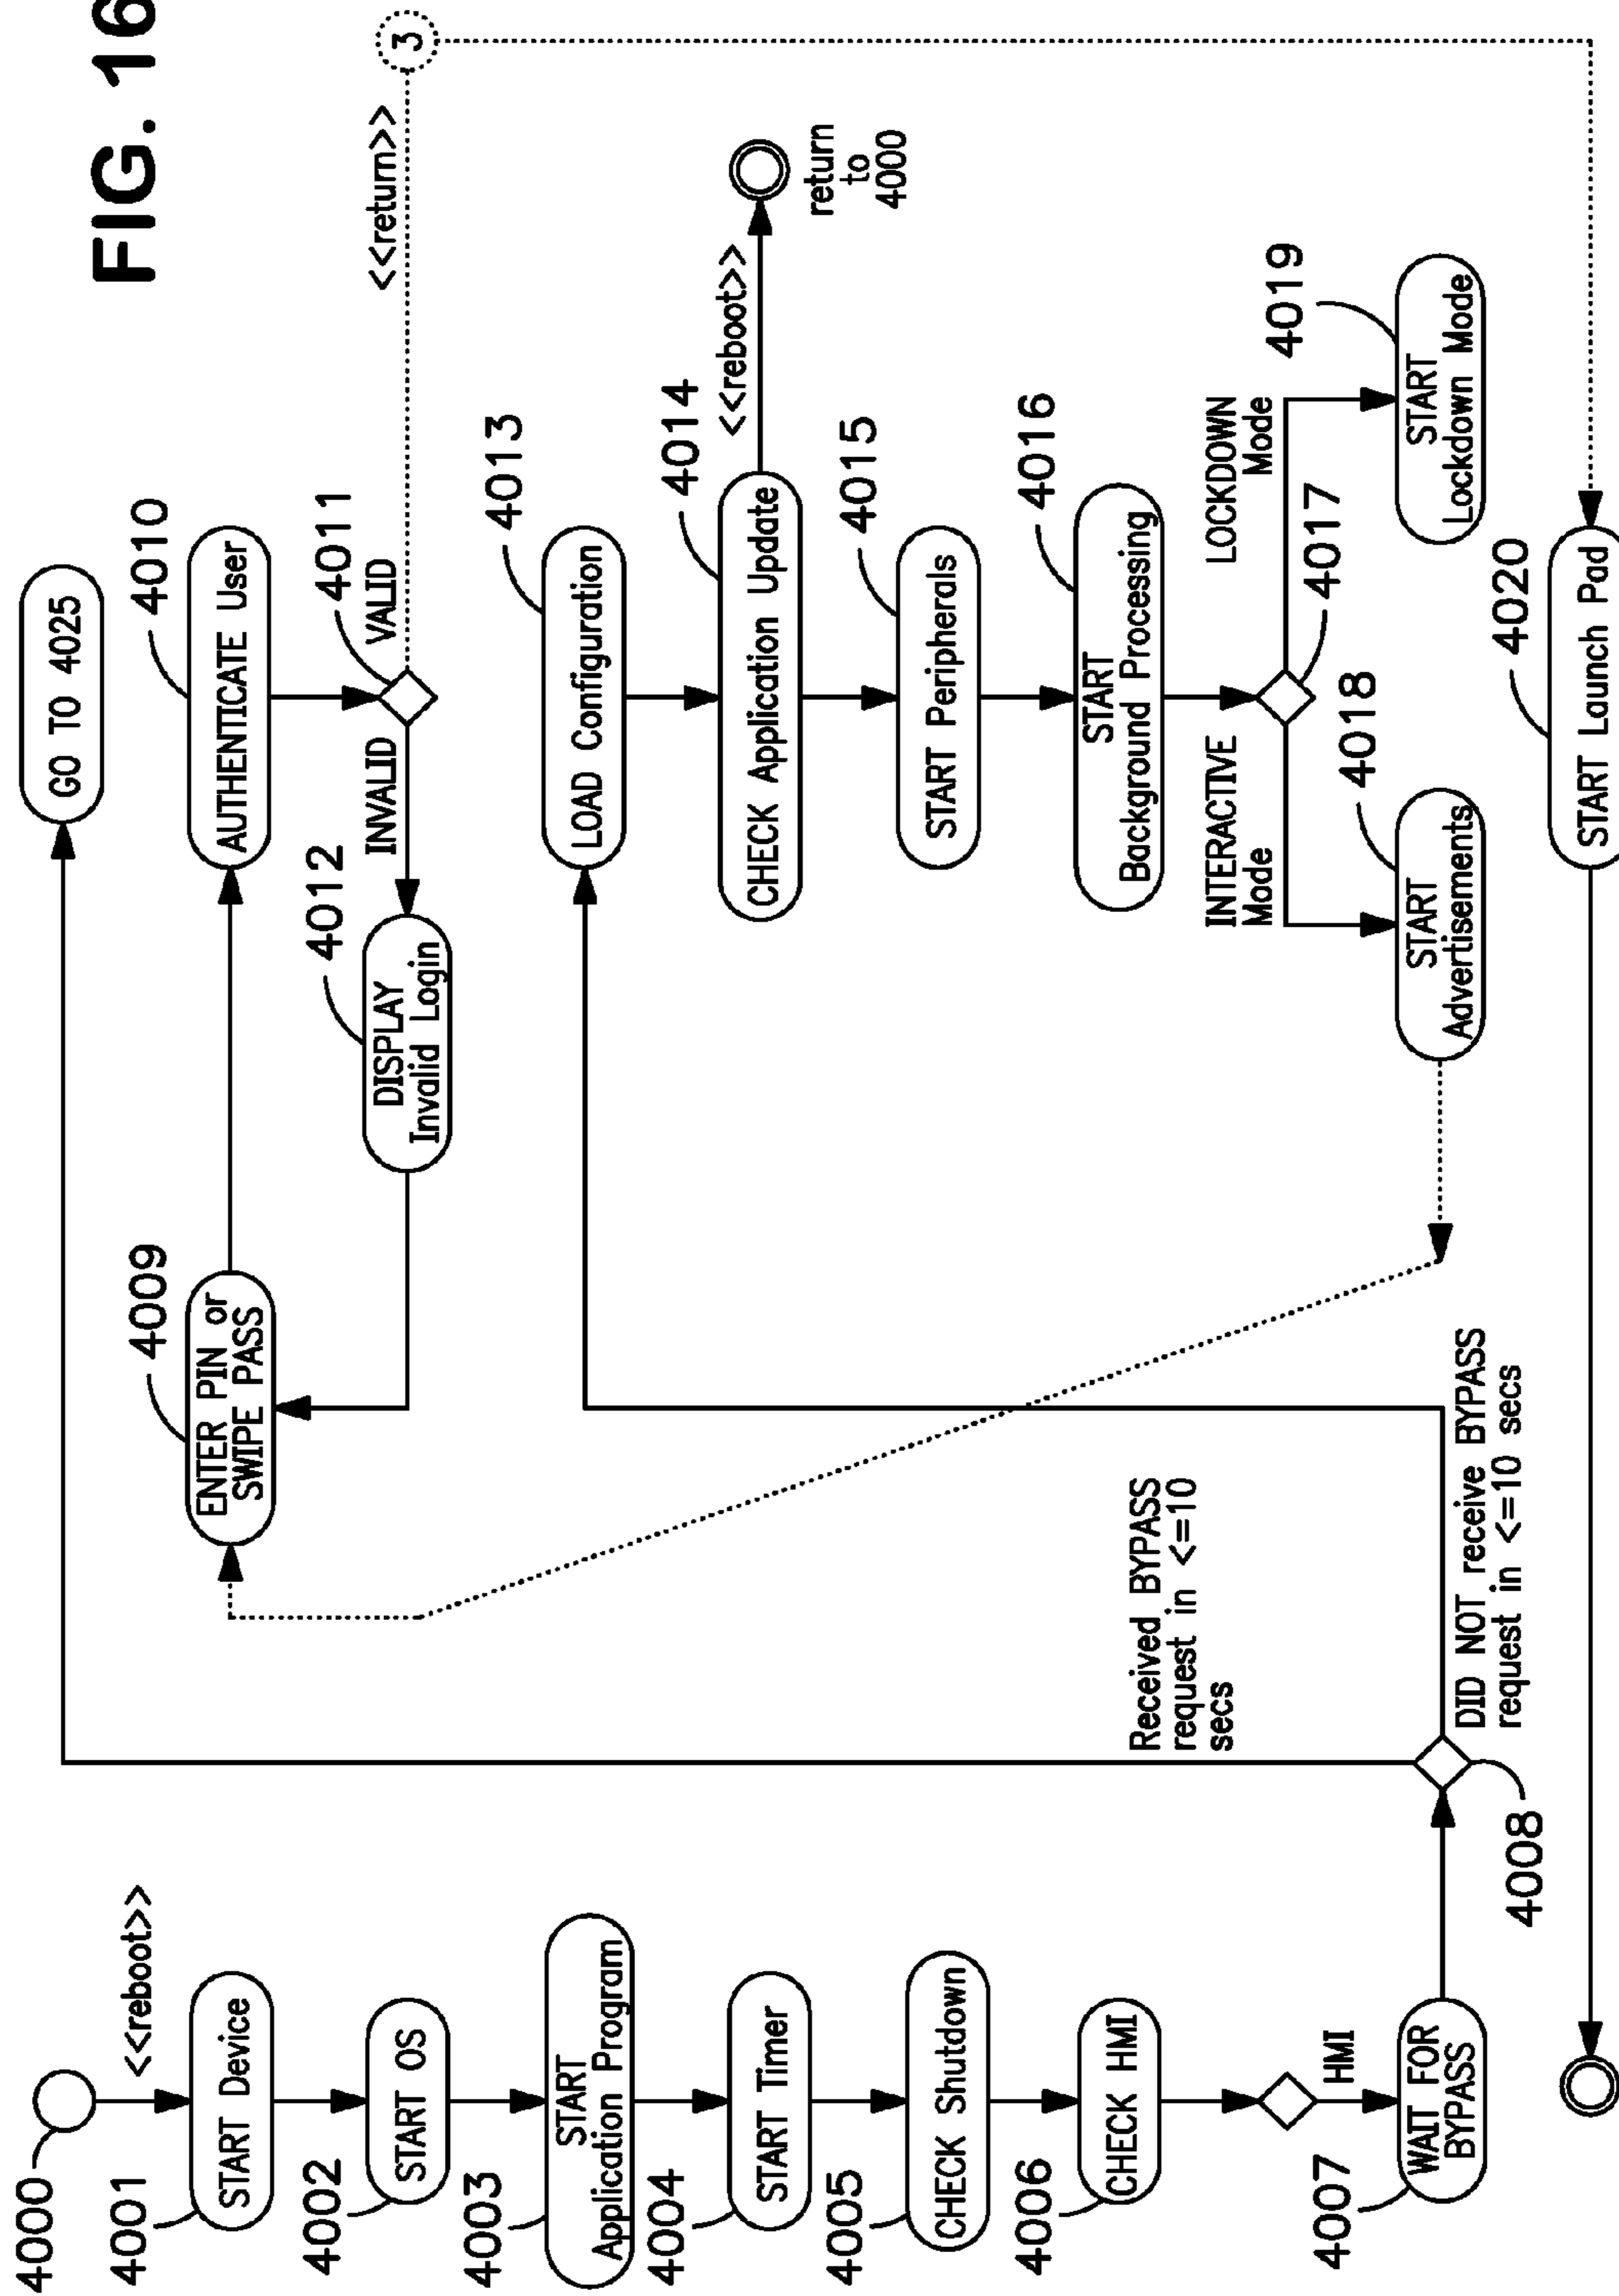 FIG. 16
4000
<<reboot>>
4001
START Device
4002
START OS
4003
START
Application Program
4004
START Timer
4005
CHECK Shutdown
4006
CHECK HMI
HMI
4007
WAIT FOR
BYPASS
4008
Received BYPASS
request in <=10
secs
DID NOT receive BYPASS
request in <=10 secs
GO TO 4025
4009
ENTER PIN or
SWIPE PASS
4010
AUTHENTICATE User
4011
INVALID
VALID
4012
DISPLAY
Invalid Login
<<return>>
3
4013
LOAD Configuration
4014
CHECK Application Update
<<reboot>>
return
to
4000
4015
START Peripherals
4016
START
Background Processing
4017
INTERACTIVE
Mode
LOCKDOWN
Mode
4018
START
Advertisements
4019
START
Lockdown Mode
4020
START Launch Pad